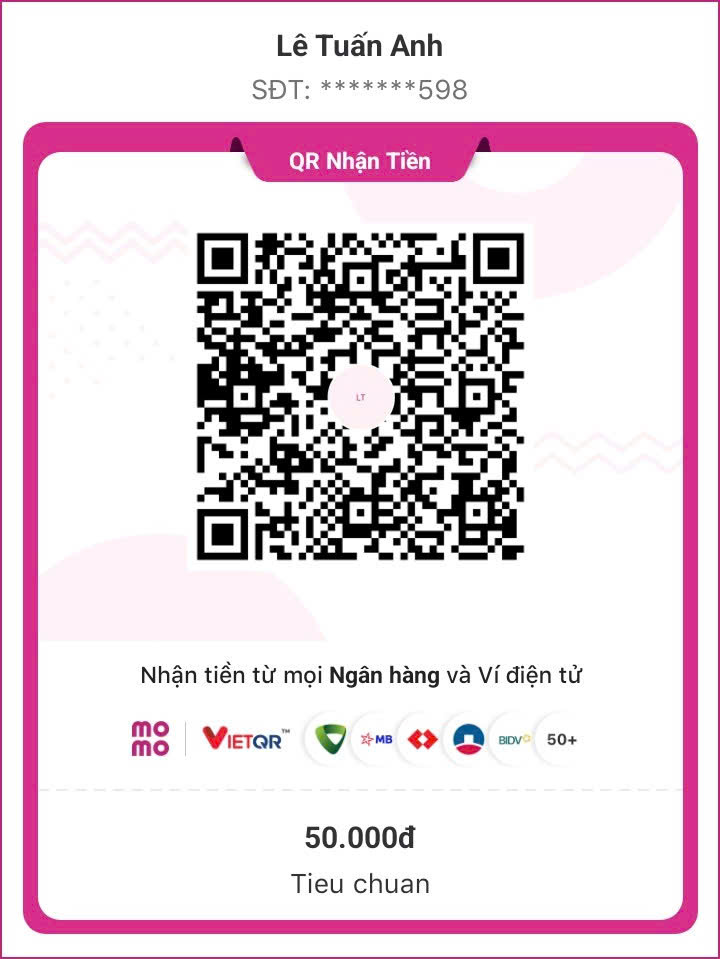 Lê Tuấn Anh
SĐT: *******598
QR Nhận Tiền
LT
Nhận tiền từ mọi Ngân hàng và Ví điện tử
mo
mo
VIETQR™
MB
BIDV
50+
50.000đ
Tieu chuan